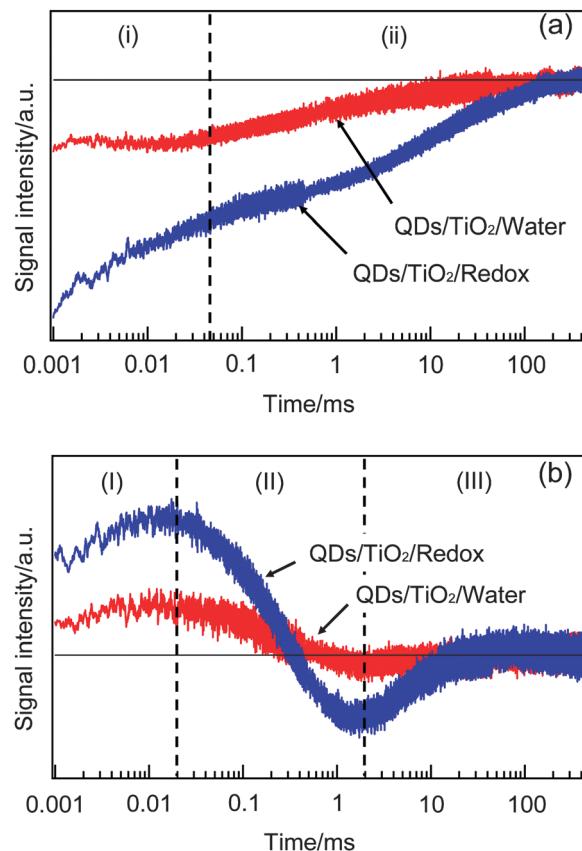 (i) (ii) (a)
Signal intensity/a.u.
QDs/TiO₂/Water
QDs/TiO₂/Redox
0.001 0.01 0.1 1 10 100
Time/ms
(I) (II) (III) (b)
Signal intensity/a.u.
QDs/TiO₂/Redox
QDs/TiO₂/Water
0.001 0.01 0.1 1 10 100
Time/ms